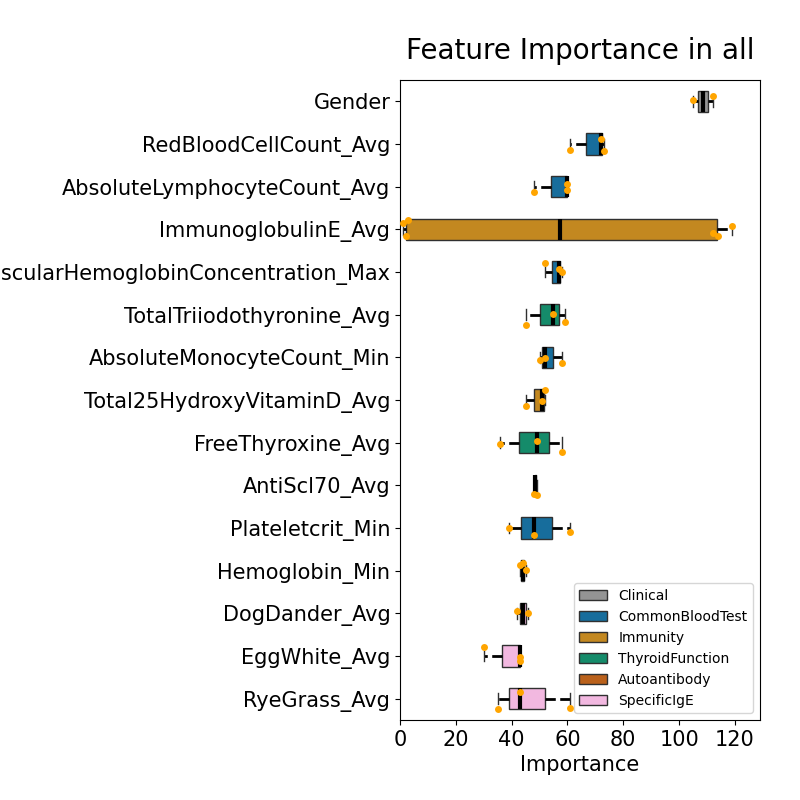 Feature Importance in all
Gender
RedBloodCellCount_Avg
AbsoluteLymphocyteCount_Avg
ImmunoglobulinE_Avg
scularHemoglobinConcentration_Max
TotalTriiodothyronine_Avg
AbsoluteMonocyteCount_Min
Total25HydroxyVitaminD_Avg
FreeThyroxine_Avg
AntiScl70_Avg
Plateletcrit_Min
Hemoglobin_Min
DogDander_Avg
EggWhite_Avg
RyeGrass_Avg
Clinical
CommonBloodTest
Immunity
ThyroidFunction
Autoantibody
SpecificIgE
0 20 40 60 80 100 120
Importance